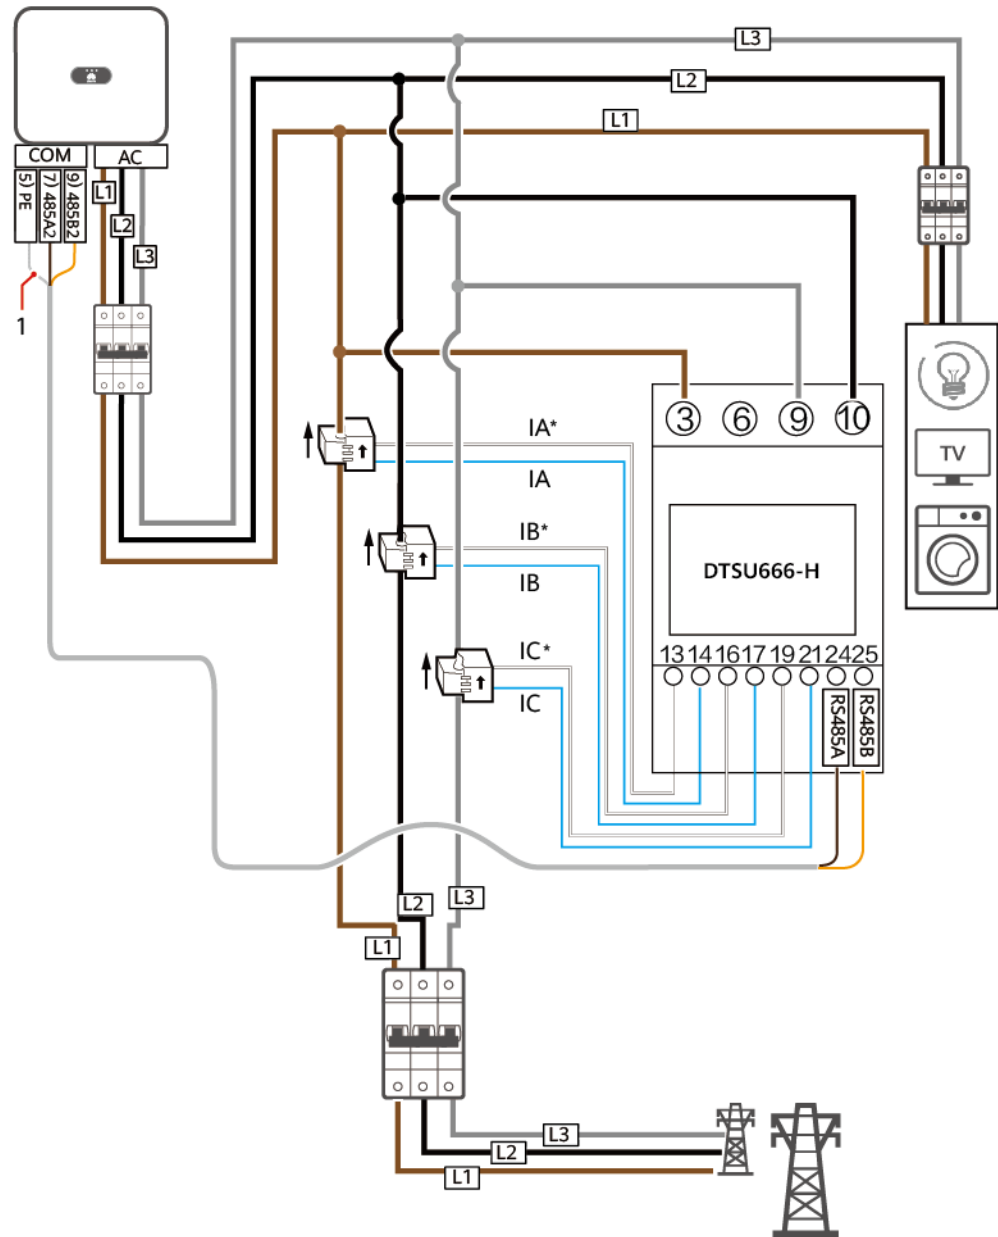 L3
L2
L1
COM
AC
5) PE
7) 485A2
9) 485B2
L1
L2
L3
1
3
6
9
10
IA*
IA
IB*
IB
IC*
IC
TV
DTSU666-H
13 14 16 17 19 21 24 25
RS485A
RS485B
L2
L3
L1
L3
L2
L1